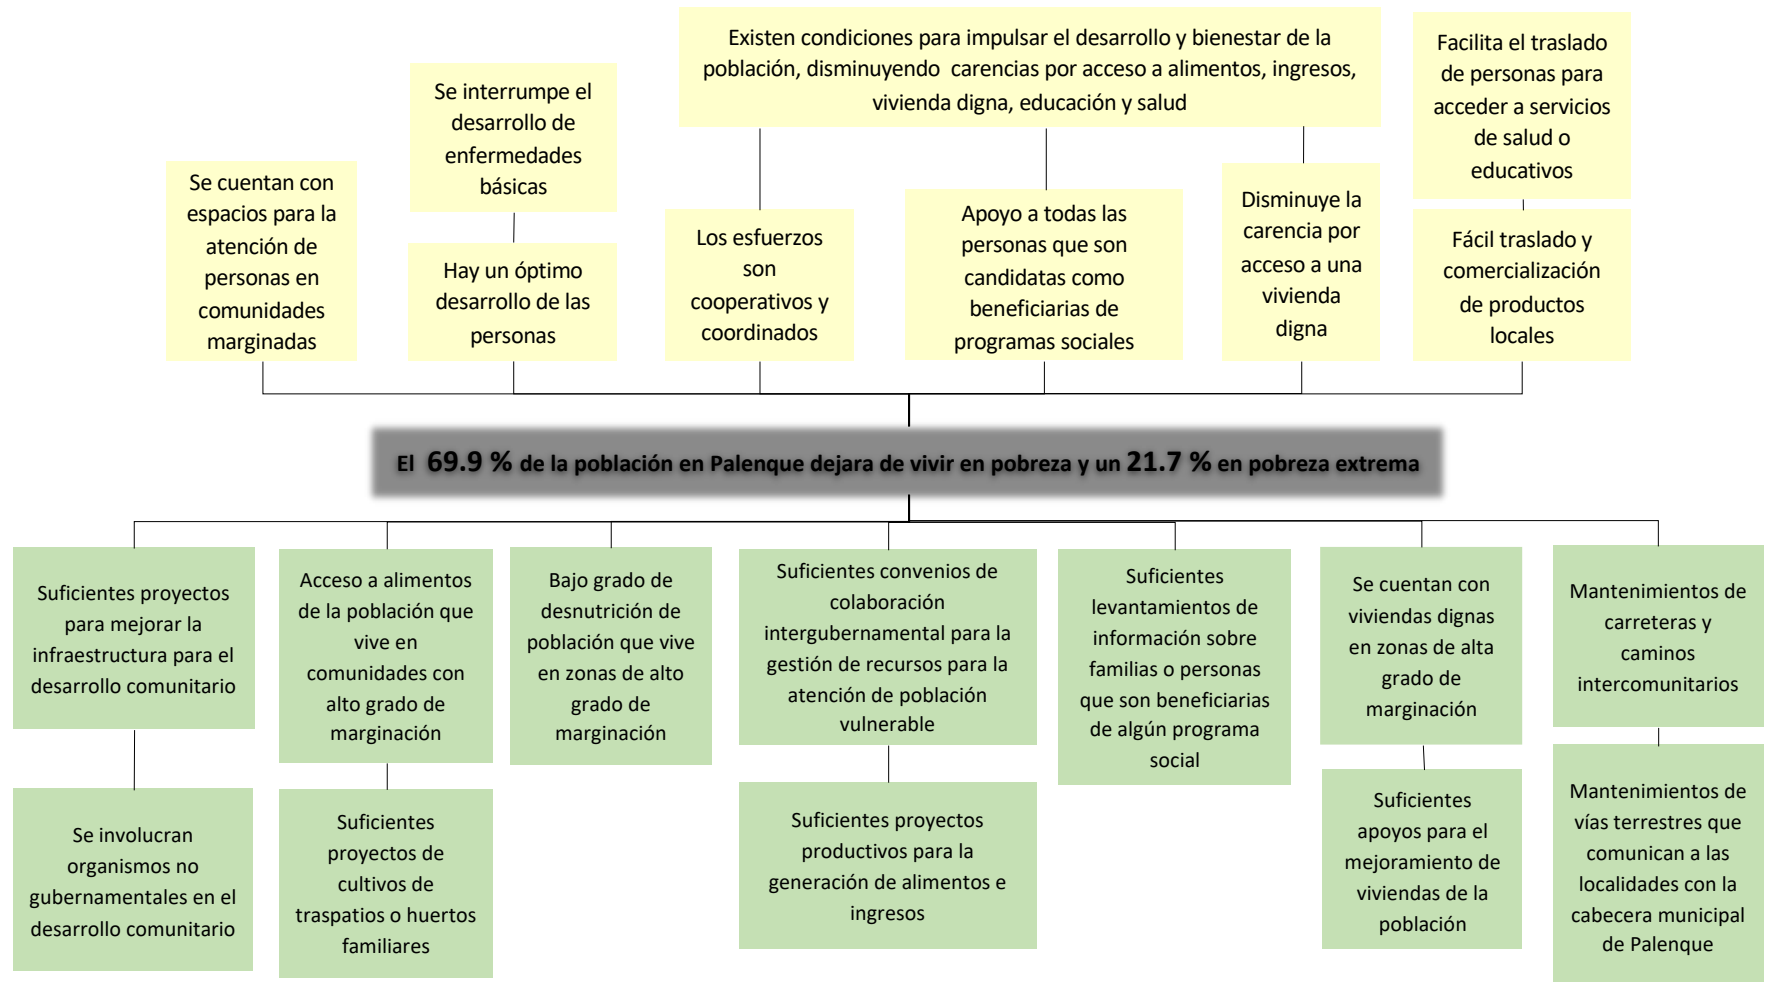 Existen condiciones para impulsar el desarrollo y bienestar de la
población, disminuyendo carencias por acceso a alimentos, ingresos,
vivienda digna, educación y salud
Facilita el traslado
de personas para
acceder a servicios
de salud o
educativos
Se interrumpe el
desarrollo de
enfermedades
básicas
Se cuentan con
espacios para la
atención de
personas en
comunidades
marginadas
Hay un óptimo
desarrollo de las
personas
Los esfuerzos
son
cooperativos y
coordinados
Apoyo a todas las
personas que son
candidatas como
beneficiarias de
programas sociales
Disminuye la
carencia por
acceso a una
vivienda
digna
Fácil traslado y
comercialización
de productos
locales
El 69.9 % de la población en Palenque dejara de vivir en pobreza y un 21.7 % en pobreza extrema
Suficientes proyectos
para mejorar la
infraestructura para el
desarrollo comunitario
Acceso a alimentos
de la población que
vive en
comunidades con
alto grado de
marginación
Bajo grado de
desnutrición de
población que vive
en zonas de alto
grado de
marginación
Suficientes convenios de
colaboración
intergubernamental para la
gestión de recursos para la
atención de población
vulnerable
Suficientes
levantamientos de
información sobre
familias o personas
que son beneficiarias
de algún programa
social
Se cuentan con
viviendas dignas
en zonas de alta
grado de
marginación
Mantenimientos de
carreteras y
caminos
intercomunitarios
Se involucran
organismos no
gubernamentales en el
desarrollo comunitario
Suficientes
proyectos de
cultivos de
traspatios o huertos
familiares
Suficientes proyectos
productivos para la
generación de alimentos e
ingresos
Suficientes
apoyos para el
mejoramiento de
viviendas de la
población
Mantenimientos de
vías terrestres que
comunican a las
localidades con la
cabecera municipal
de Palenque